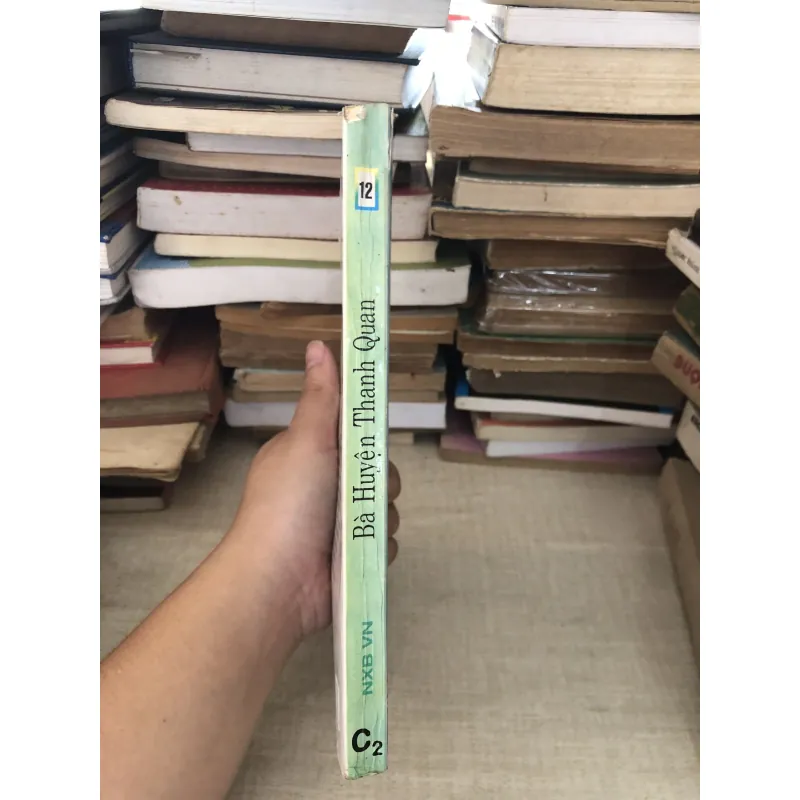 12
Bà Huyện Thanh Quan
NXB VN
C2